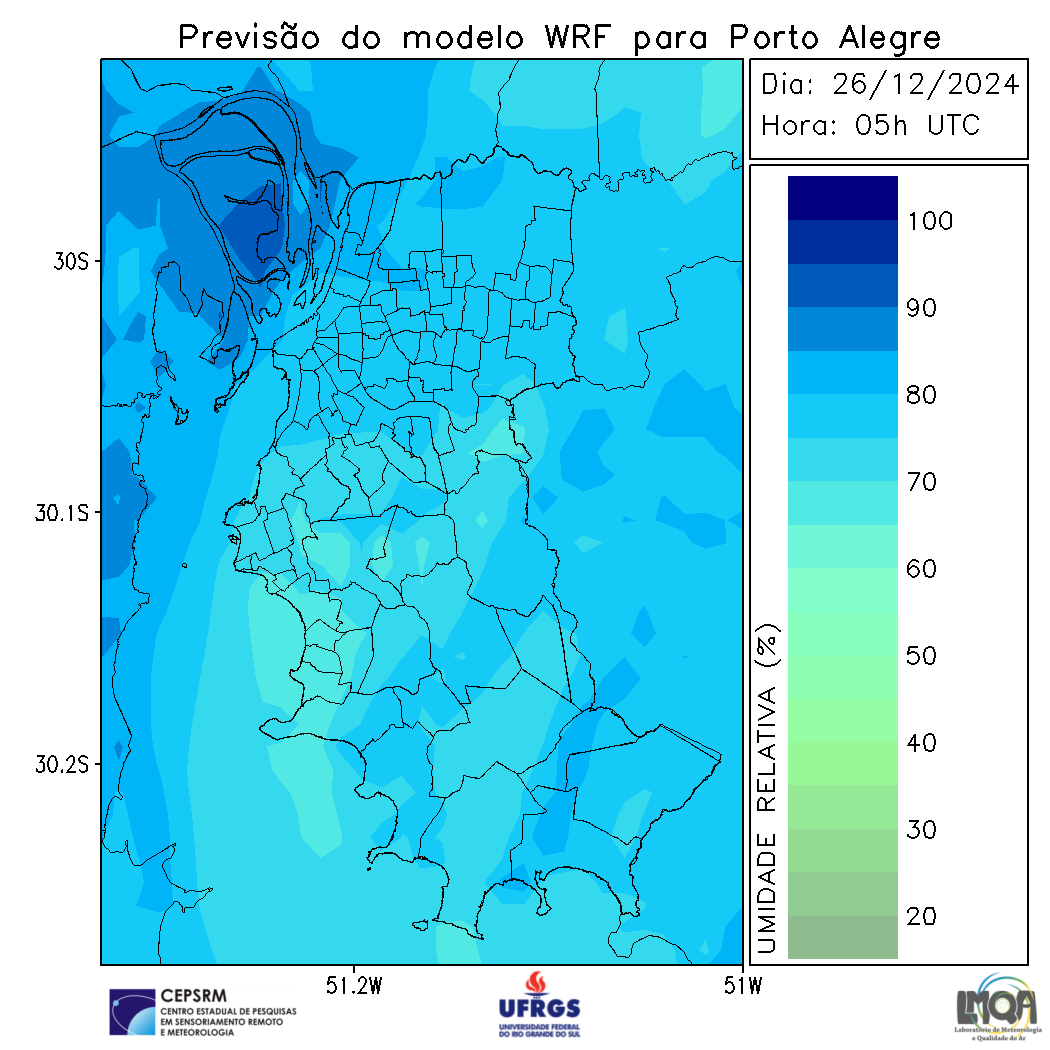 Previsão do modelo WRF para Porto Alegre
Dia: 26/12/2024
Hora: 05h UTC
100
90
80
70
60
50
40
30
20
UMIDADE RELATIVA (%)
30S
30.1S
30.2S
51.2W
51W
CEPSRM
CENTRO ESTADUAL DE PESQUISAS
EM SENSORIAMENTO REMOTO
E METEOROLOGIA
UFRGS
UNIVERSIDADE FEDERAL
DO RIO GRANDE DO SUL
LMQA
Laboratório de Meteorologia
e Qualidade do Ar